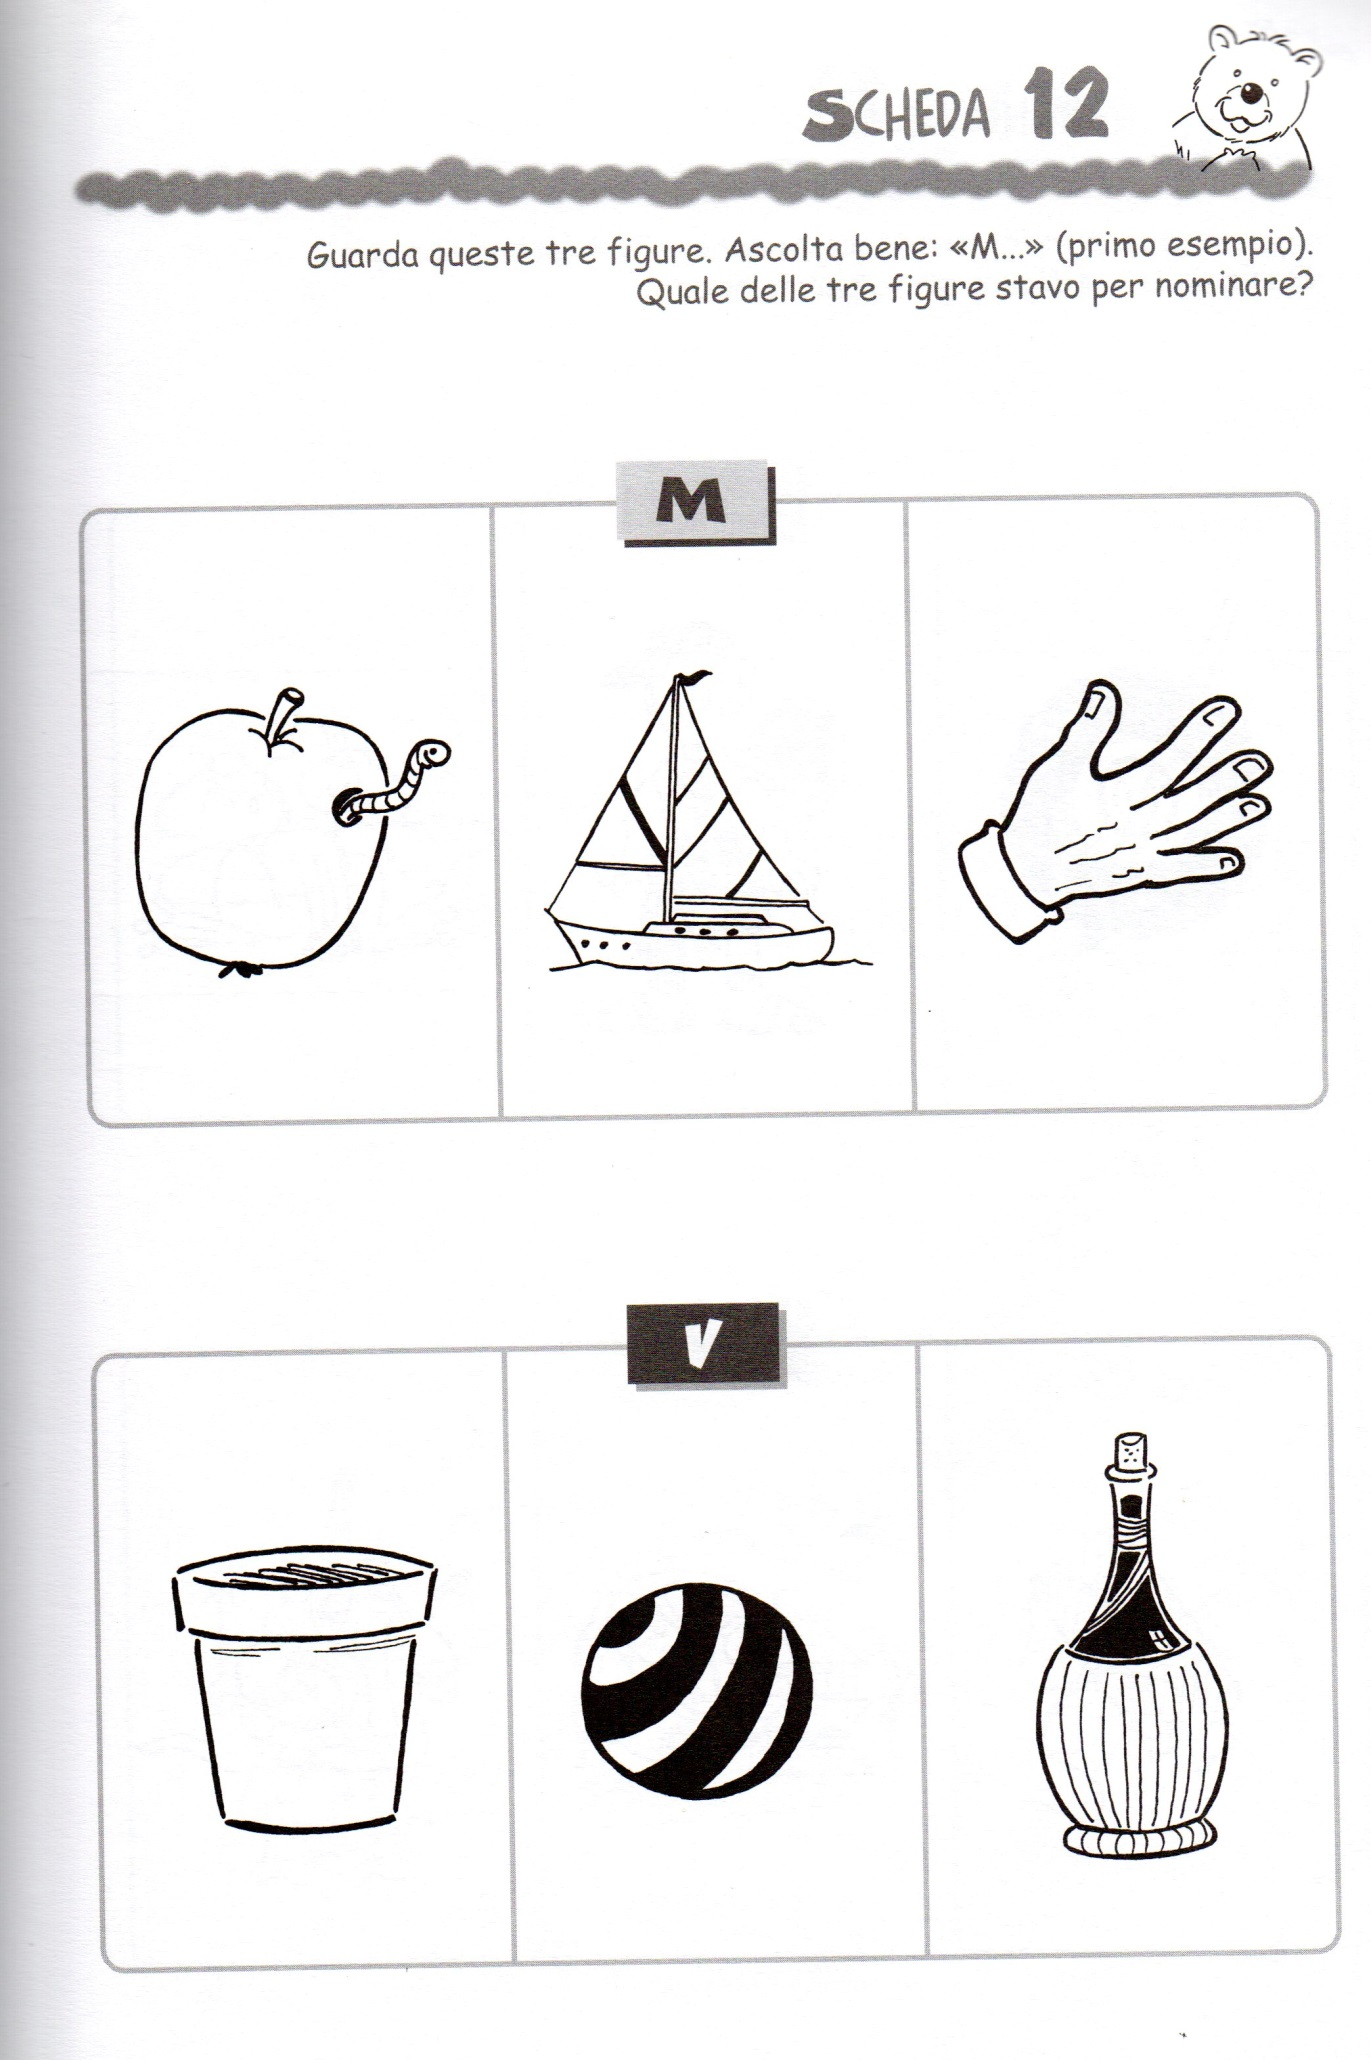 SCHEDA 12
Guarda queste tre figure. Ascolta bene: «M...» (primo esempio).
Quale delle tre figure stavo per nominare?
M
V